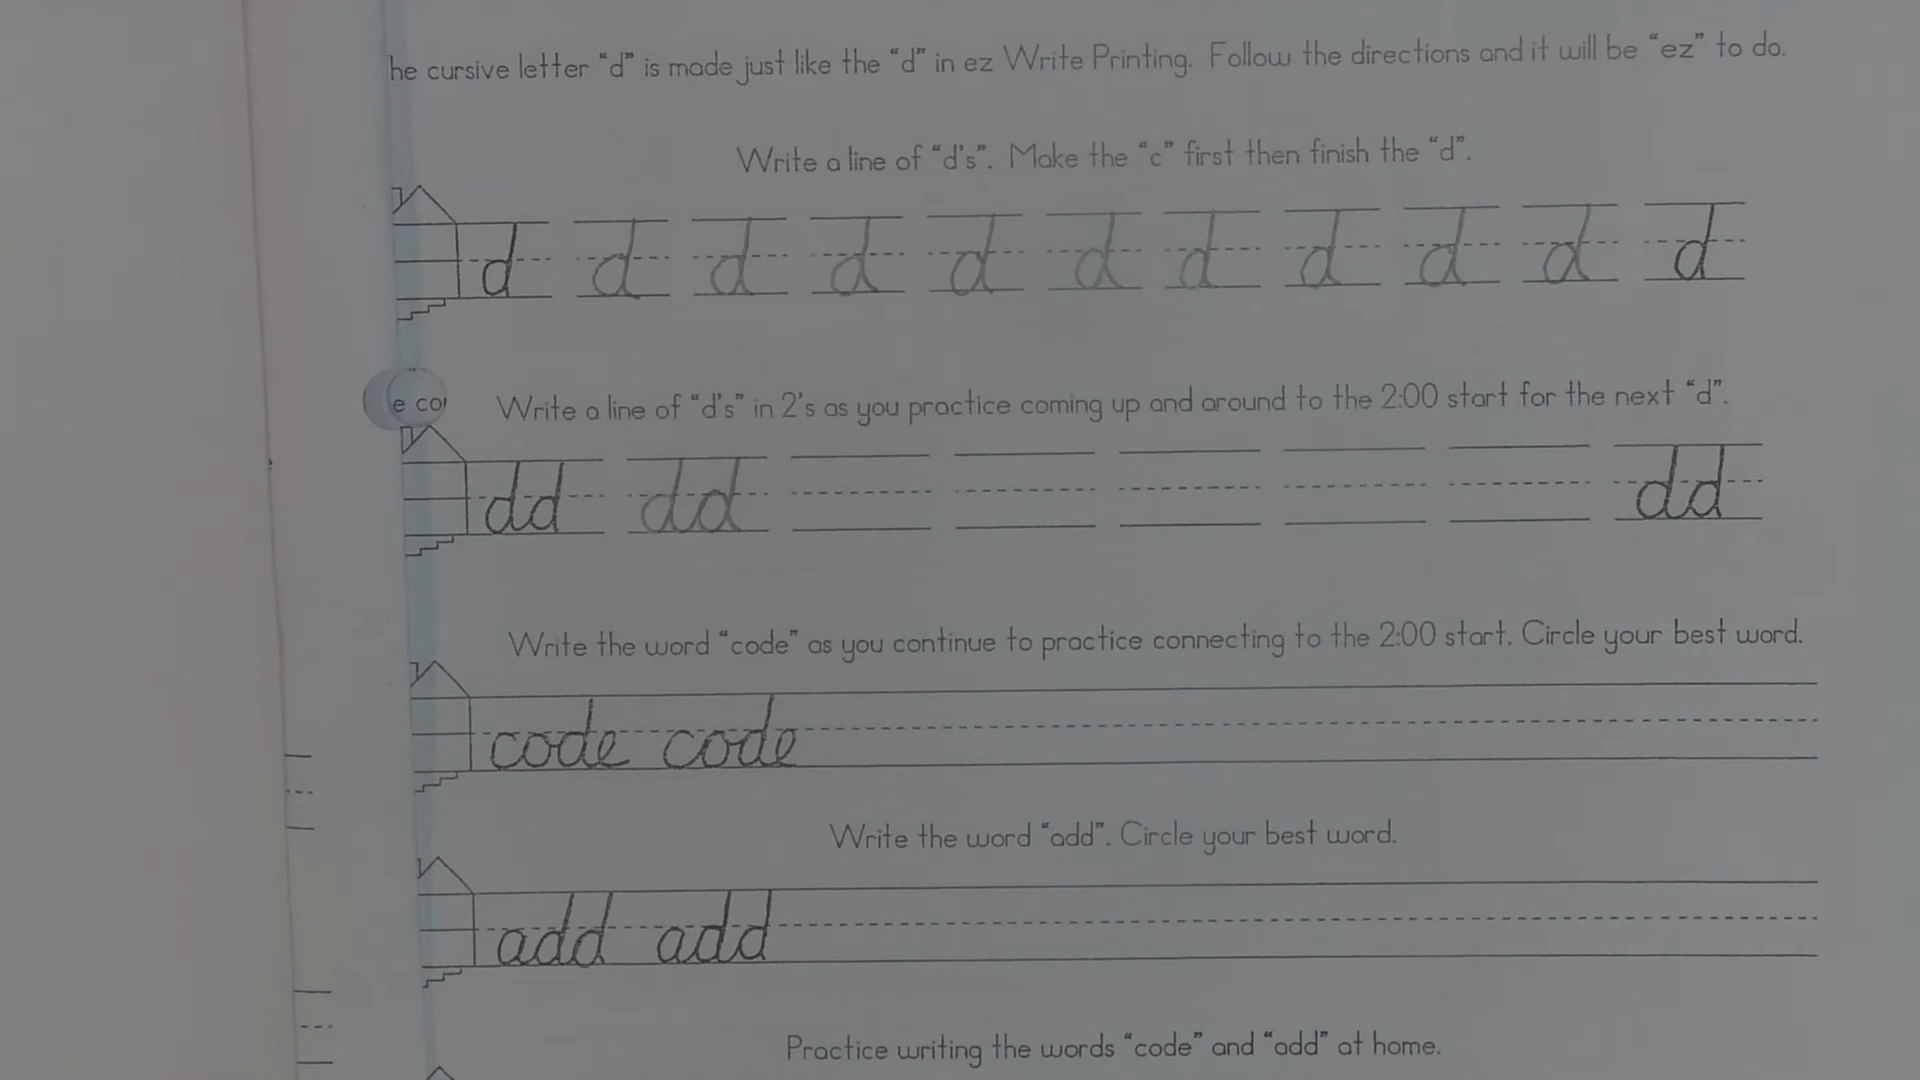 he cursive letter “d” is made just like the “d” in ez Write Printing. Follow the directions and it will be “ez” to do.
Write a line of “d's”. Make the “c” first then finish the “d”.
d d d d d d d d d d d
e co
Write a line of “d's” in 2's as you practice coming up and around to the 2:00 start for the next “d”.
dd dd dd
Write the word “code” as you continue to practice connecting to the 2:00 start. Circle your best word.
code code
Write the word “add”. Circle your best word.
add add
Practice writing the words “code” and “add” at home.